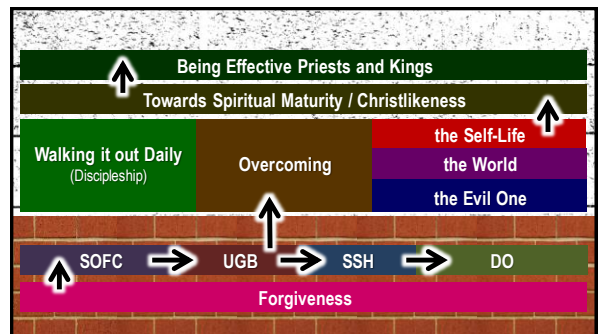 Being Effective Priests and Kings
Towards Spiritual Maturity / Christlikeness
Walking it out Daily
(Discipleship)
Overcoming
the Self-Life
the World
the Evil One
SOFC
UGB
SSH
DO
Forgiveness